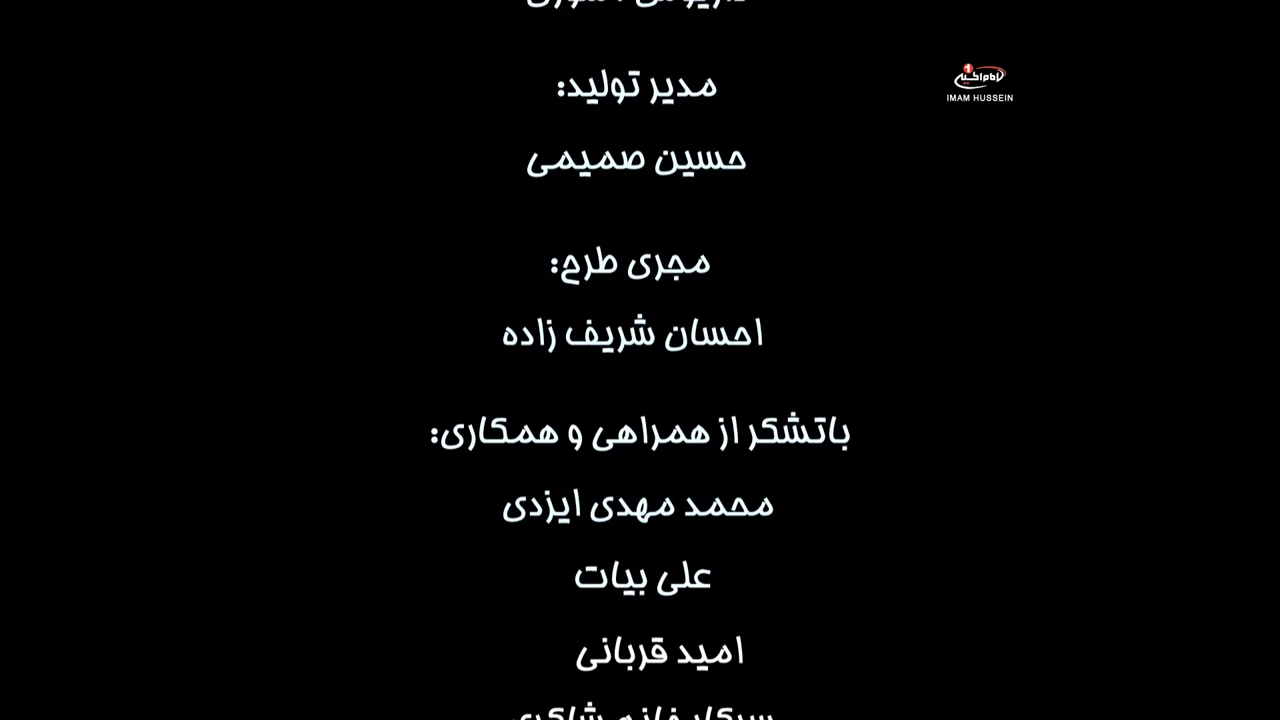 مدیر تولید:
حسین صمیمی
مجری طرح:
احسان شریف زاده
باتشکر از همراهی و همکاری:
محمد مهدی ایزدی
علی بیات
امید قربانی
IMAM HUSSEIN
1